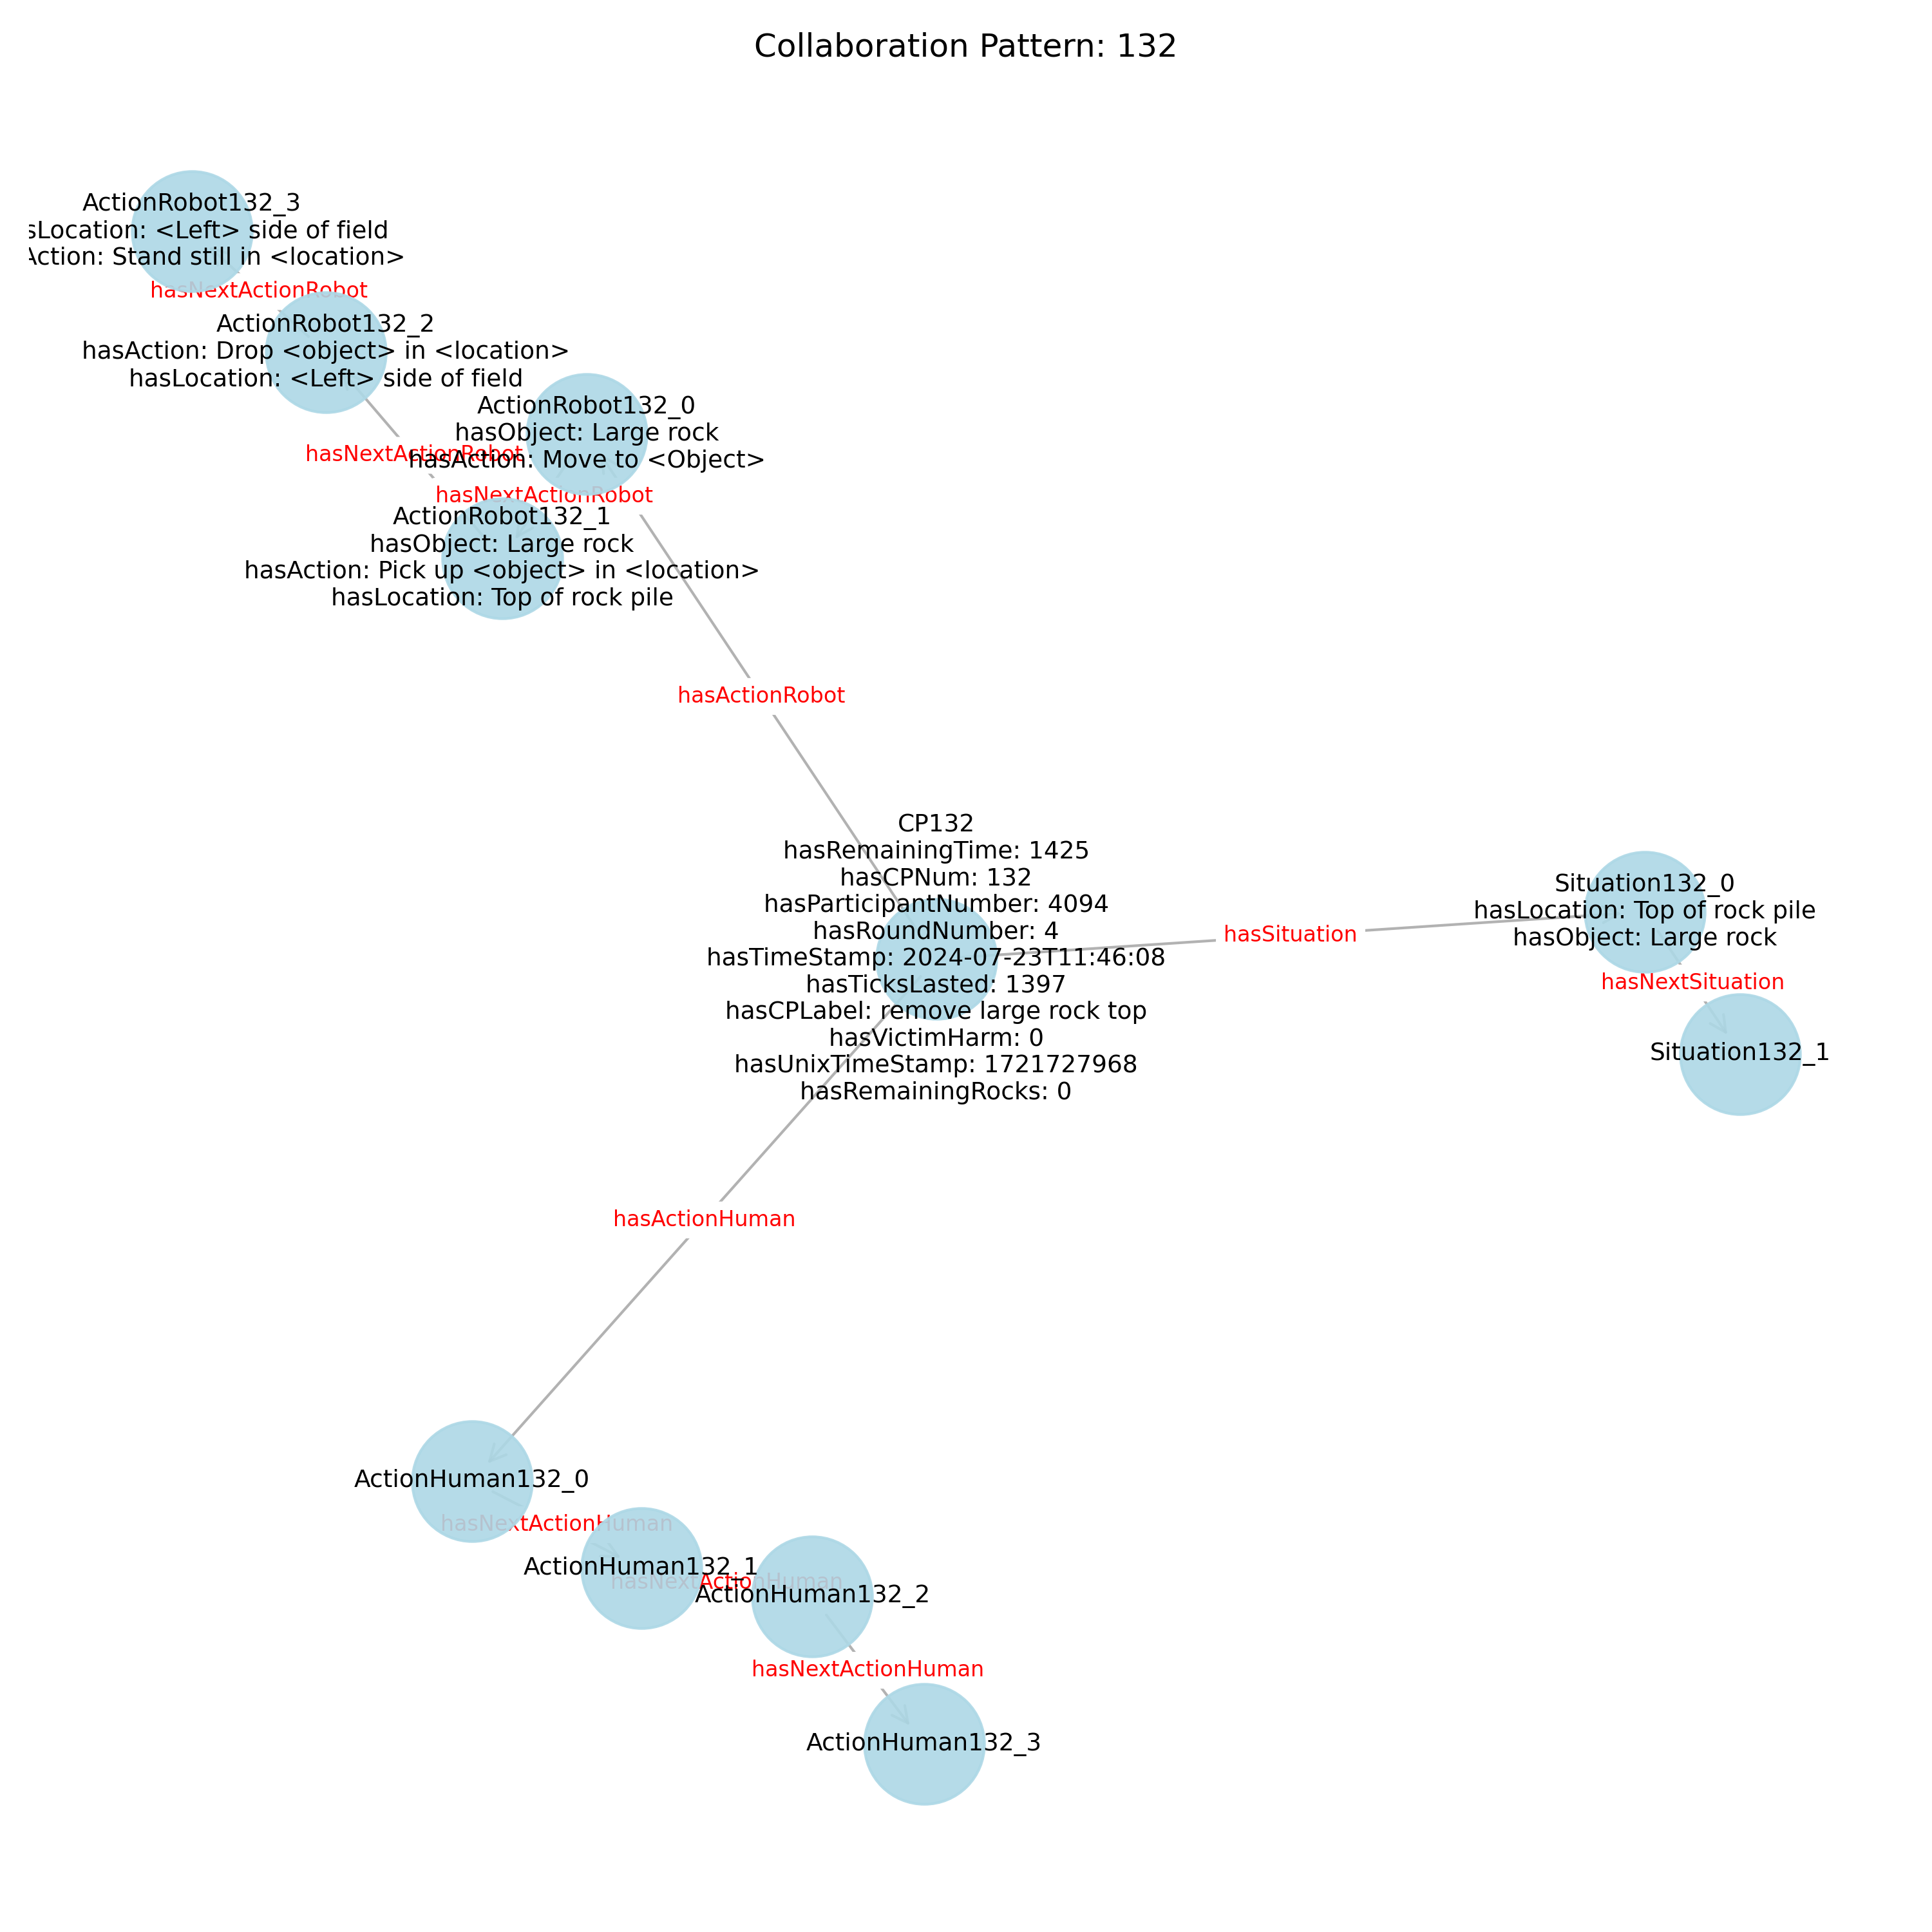 Collaboration Pattern: 132
ActionRobot132_3
sLocation: <Left> side of field
Action: Stand still in <location>
hasNextActionRobot
ActionRobot132_2
hasAction: Drop <object> in <location>
hasLocation: <Left> side of field
ActionRobot132_0
hasObject: Large rock
hasAction: Move to <Object>
hasNextActionRobot
hasNextActionRobot
ActionRobot132_1
hasObject: Large rock
hasAction: Pick up <object> in <location>
hasLocation: Top of rock pile
hasActionRobot
CP132
hasRemainingTime: 1425
hasCPNum: 132
hasParticipantNumber: 4094
hasRoundNumber: 4
hasTimeStamp: 2024-07-23T11:46:08
hasTicksLasted: 1397
hasCPLabel: remove large rock top
hasVictimHarm: 0
hasUnixTimeStamp: 1721727968
hasRemainingRocks: 0
hasSituation
Situation132_0
hasLocation: Top of rock pile
hasObject: Large rock
hasNextSituation
Situation132_1
hasActionHuman
ActionHuman132_0
hasNextActionHuman
ActionHuman132_1
hasNextActionHuman
ActionHuman132_2
hasNextActionHuman
ActionHuman132_3